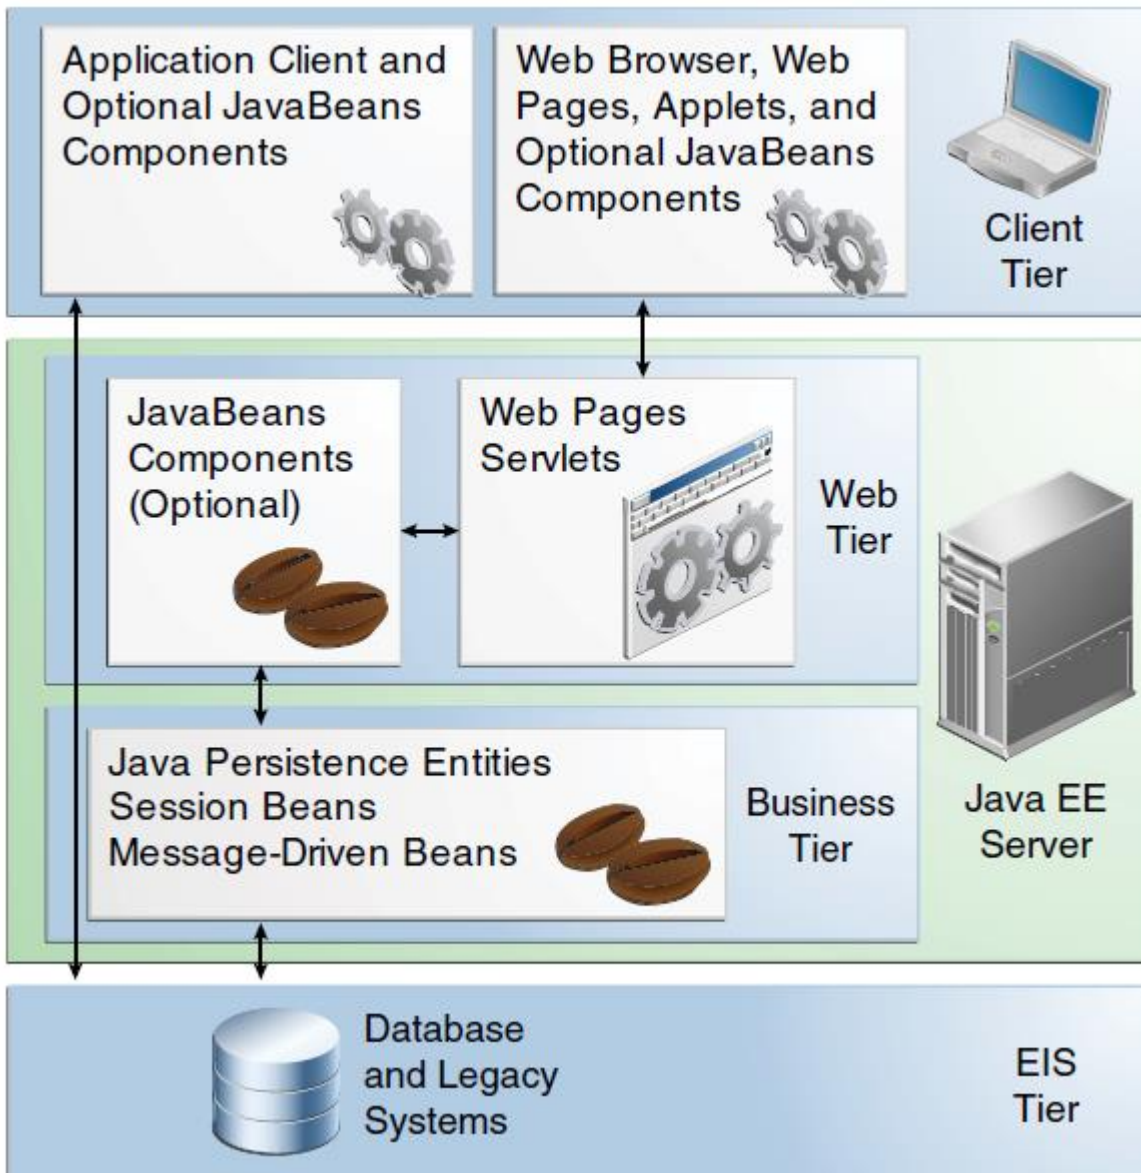 Application Client and
Optional JavaBeans
Components
Web Browser, Web
Pages, Applets, and
Optional JavaBeans
Components
Client
Tier
JavaBeans
Components
(Optional)
Web Pages
Servlets
Web
Tier
Java Persistence Entities
Session Beans
Message-Driven Beans
Business
Tier
Java EE
Server
Database
and Legacy
Systems
EIS
Tier